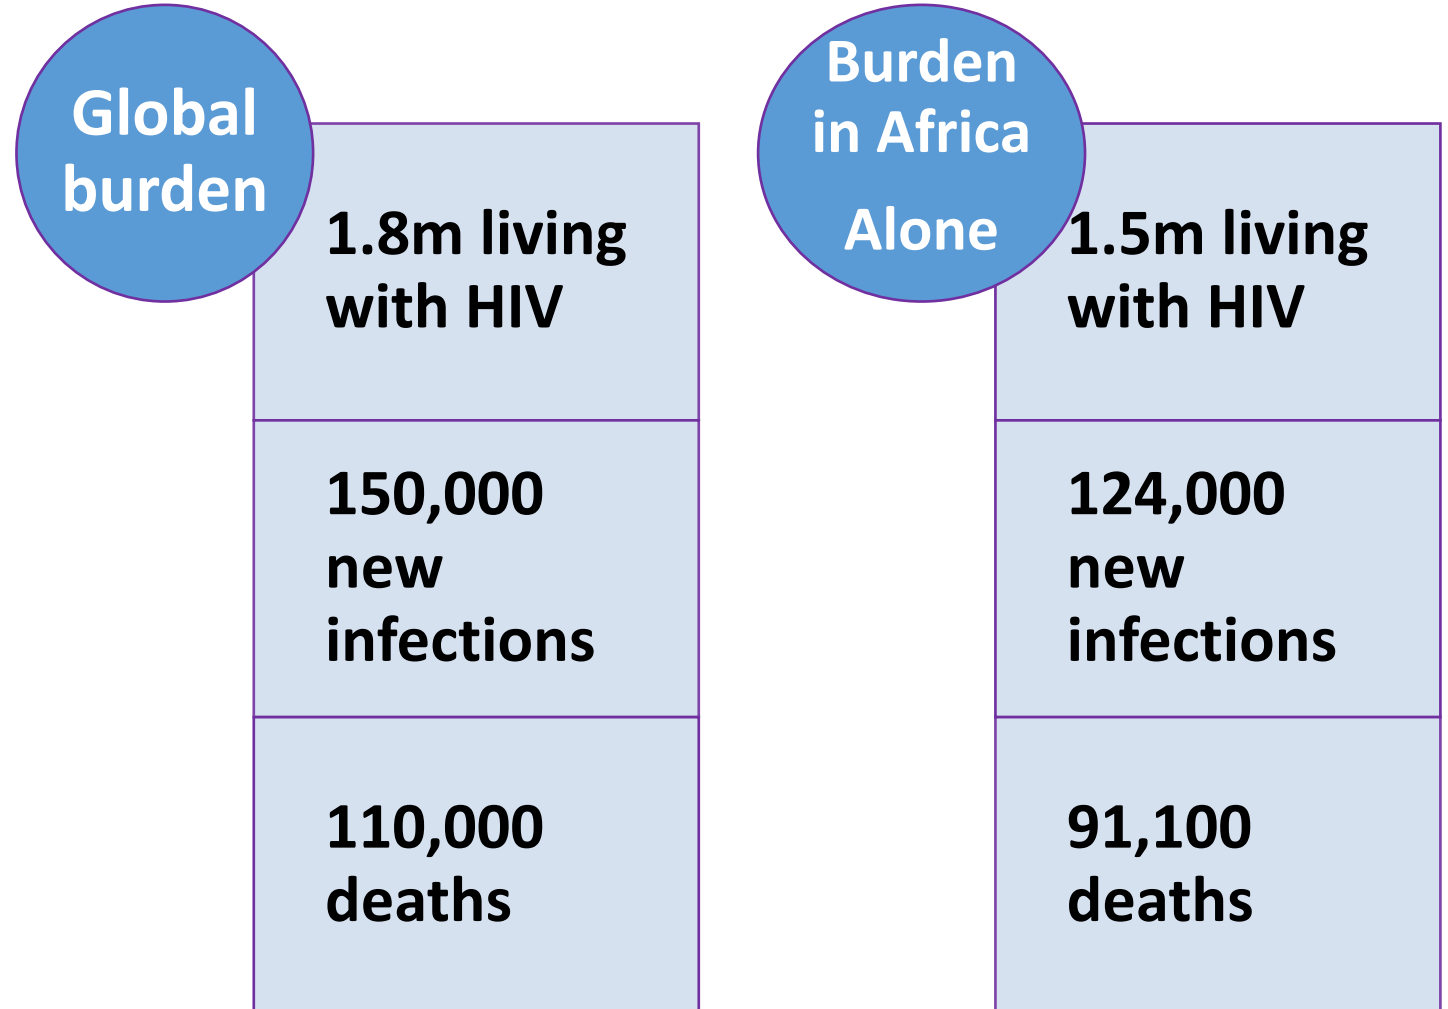 Global
burden
1.8m living
with HIV
150,000
new
infections
110,000
deaths
Burden
in Africa
Alone
1.5m living
with HIV
124,000
new
infections
91,100
deaths